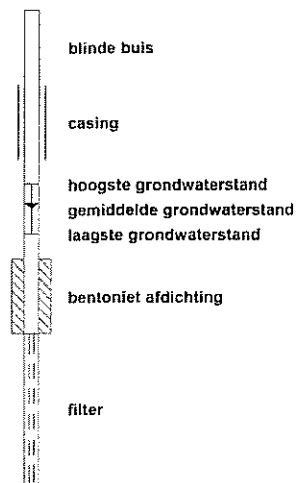 blinde buis
casing
hoogste grondwaterstand
gemiddelde grondwaterstand
laagste grondwaterstand
bentoniet afdichting
filter